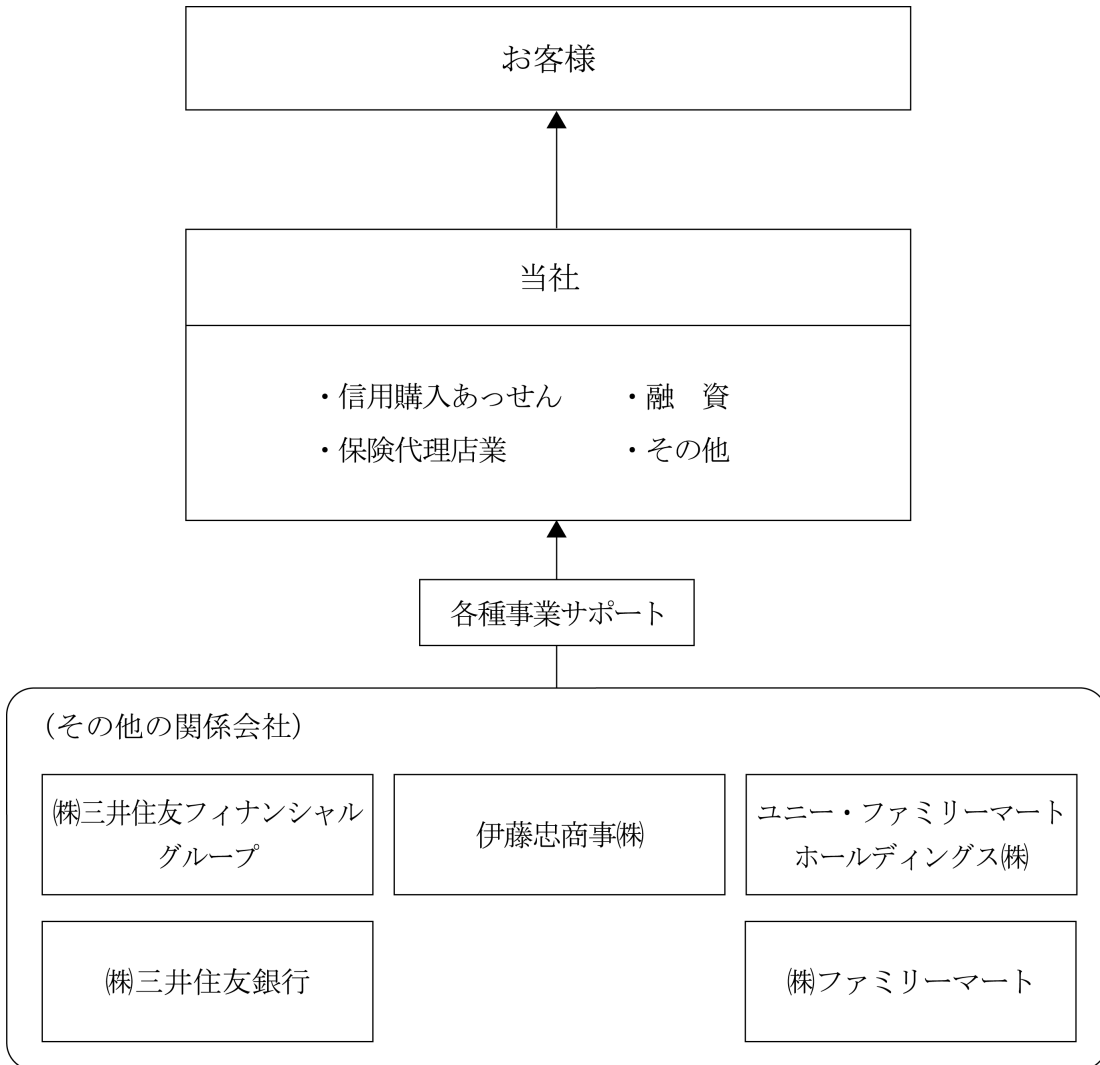 お客様
当社
・信用購入あっせん　・融　資
・保険代理店業　・その他
各種事業サポート
（その他の関係会社）
㈱三井住友フィナンシャル
グループ
伊藤忠商事㈱
ユニー・ファミリーマート
ホールディングス㈱
㈱三井住友銀行
㈱ファミリーマート